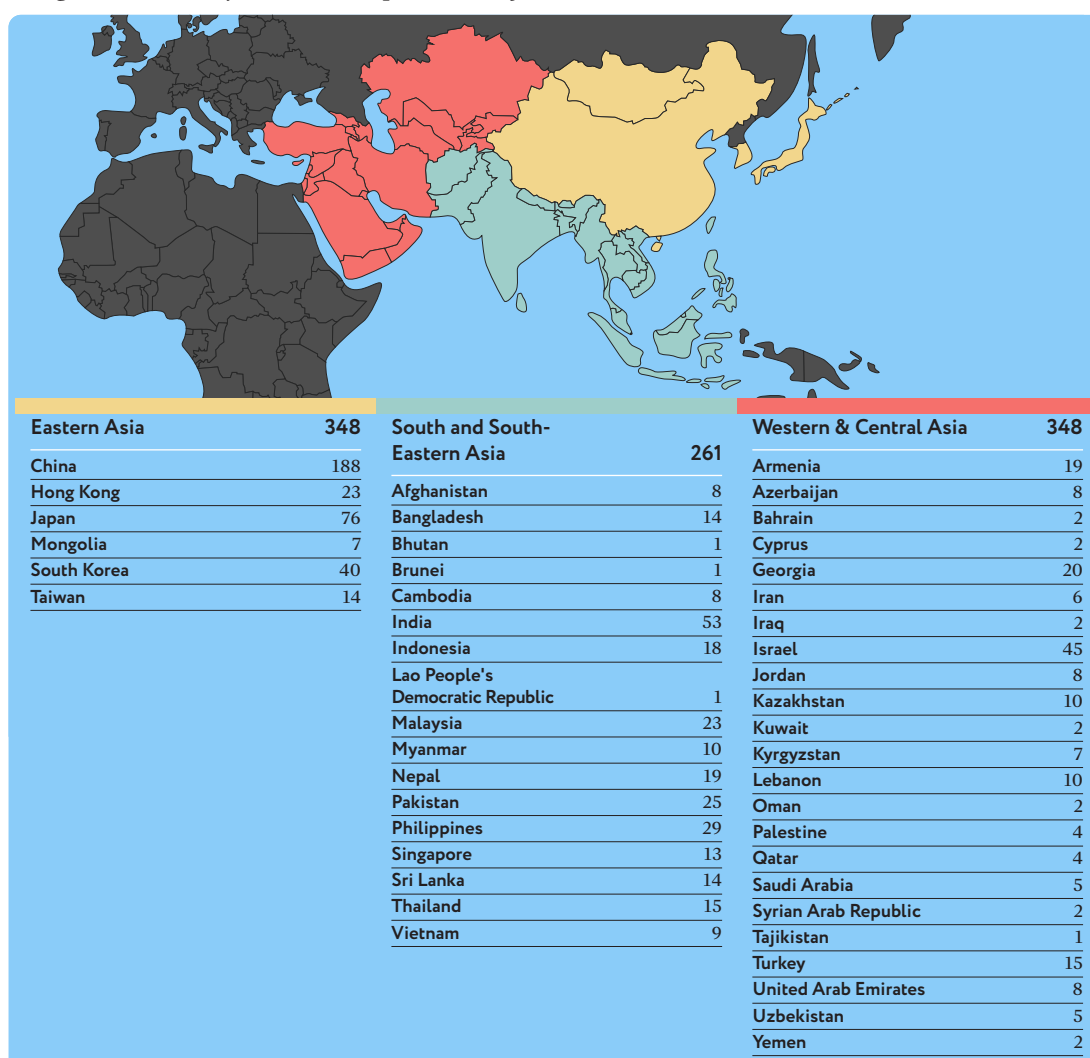 Eastern Asia 348
China 188
Hong Kong 23
Japan 76
Mongolia 7
South Korea 40
Taiwan 14
South and South-
Eastern Asia 261
Afghanistan 8
Bangladesh 14
Bhutan 1
Brunei 1
Cambodia 8
India 53
Indonesia 18
Lao People's
Democratic Republic 1
Malaysia 23
Myanmar 10
Nepal 19
Pakistan 25
Philippines 29
Singapore 13
Sri Lanka 14
Thailand 15
Vietnam 9
Western & Central Asia 348
Armenia 19
Azerbaijan 8
Bahrain 2
Cyprus 2
Georgia 20
Iran 6
Iraq 2
Israel 45
Jordan 8
Kazakhstan 10
Kuwait 2
Kyrgyzstan 7
Lebanon 10
Oman 2
Palestine 4
Qatar 4
Saudi Arabia 5
Syrian Arab Republic 2
Tajikistan 1
Turkey 15
United Arab Emirates 8
Uzbekistan 5
Yemen 2